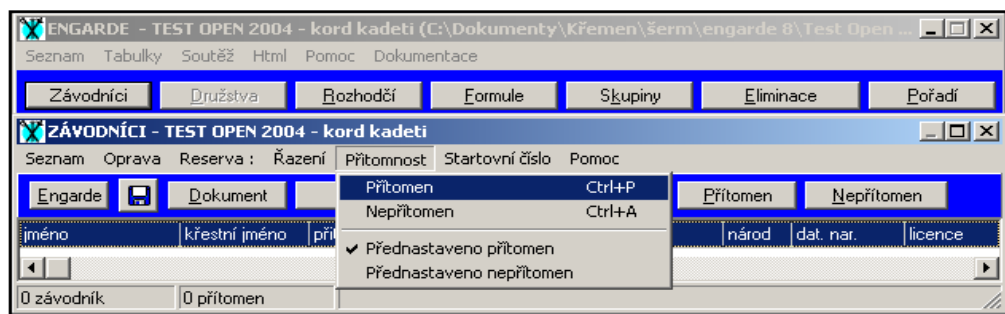 ENGARDE - TEST OPEN 2004 - kord kadeti (C:\Dokumenty\Křemen\šerm\engarde 8\Test Open ...
Seznam Tabulky Soutěž Html Pomoc Dokumentace
Závodníci Družstva Rozhodčí Formule Skupiny Eliminace Pořadí
ZÁVODNÍCI - TEST OPEN 2004 - kord kadeti
Seznam Oprava Reserva : Řazení Přítomnost Startovní číslo Pomoc
Engarde Dokument Přítomen Nepřítomen
Přítomen Ctrl+P
Nepřítomen Ctrl+A
jméno křestní jméno národ dat. nar. licence
Přednastaveno přítomen
Přednastaveno nepřítomen
0 závodník 0 přítomen